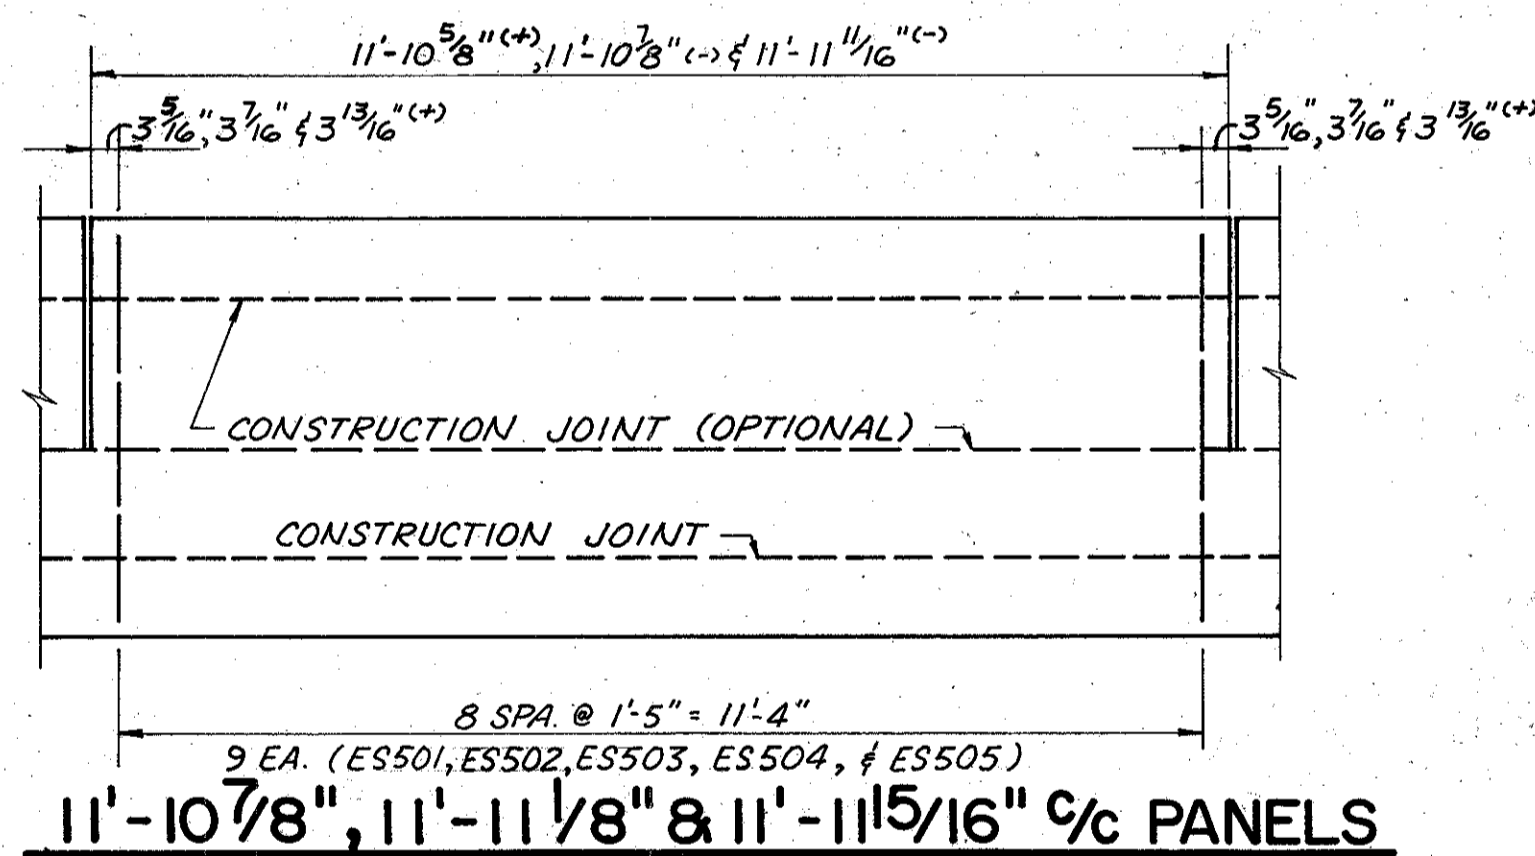 11'-10 5/8"(+), 11'-10 7/8"(-) & 11'-11 11/16"(-)
3 5/16", 3 7/16" & 3 13/16"(+)
3 5/16", 3 7/16" & 3 13/16"(+)
CONSTRUCTION JOINT (OPTIONAL)
CONSTRUCTION JOINT
8 SPA. @ 1'-5" = 11'-4"
9 EA. (ES501, ES502, ES503, ES504, & ES505)
11'-10 7/8", 11'-11 1/8" & 11'-11 15/16" c/c PANELS